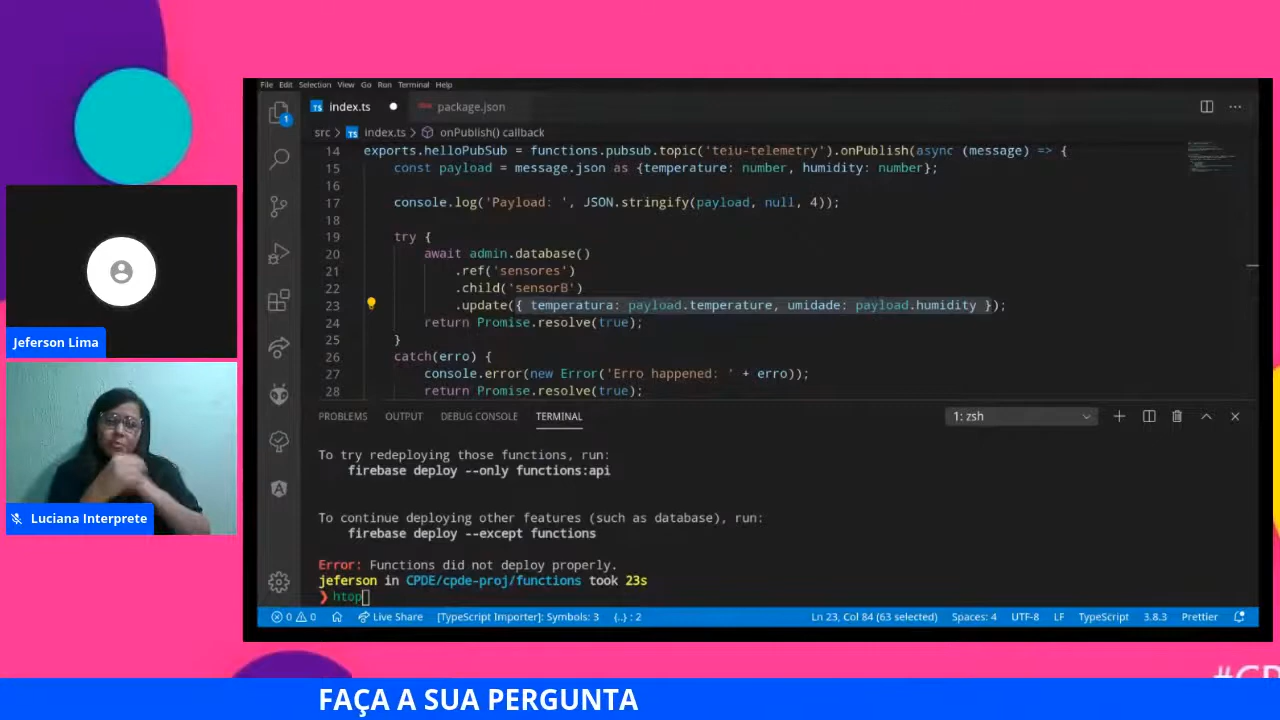 File Edit Selection View Go Run Terminal Help
TS index.ts package.json
src > TS index.ts > onPublish() callback
14 exports.helloPubSub = functions.pubsub.topic('teiu-telemetry').onPublish(async (message) => {
15 const payload = message.json as {temperature: number, humidity: number};
16
17 console.log('Payload: ', JSON.stringify(payload, null, 4));
18
19 try {
20 await admin.database()
21 .ref('sensores')
22 .child('sensorB')
23 .update({ temperatura: payload.temperature, umidade: payload.humidity });
24 return Promise.resolve(true);
25 }
26 catch(erro) {
27 console.error(new Error('Erro happened: ' + erro));
28 return Promise.resolve(true);
1
PROBLEMS OUTPUT DEBUG CONSOLE TERMINAL 1: zsh
To try redeploying those functions, run:
firebase deploy --only functions:api
To continue deploying other features (such as database), run:
firebase deploy --except functions
Error: Functions did not deploy properly.
jeferson in CPDE/cpde-proj/functions took 23s
❯ htop
0 0 Live Share [TypeScript Importer]: Symbols: 3 {..} : 2 Ln 23, Col 84 (63 selected) Spaces: 4 UTF-8 LF TypeScript 3.8.3 Prettier
Jeferson Lima
Luciana Interprete
FAÇA A SUA PERGUNTA